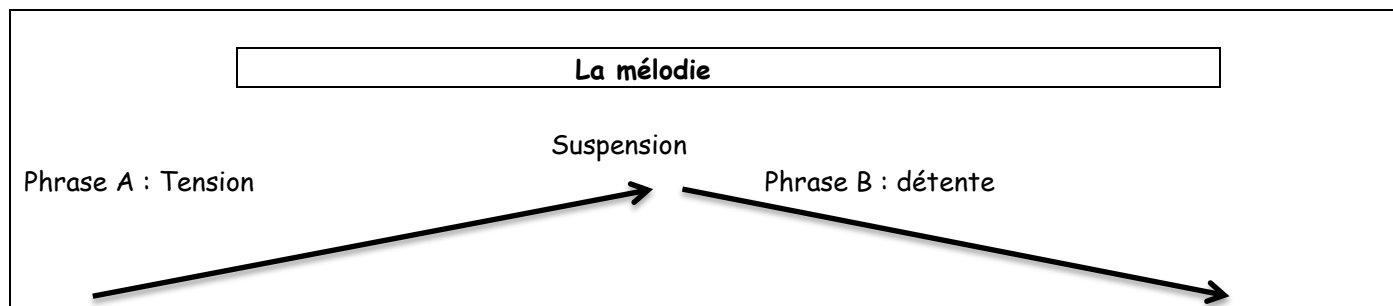 La mélodie
Suspension
Phrase A : Tension
Phrase B : détente